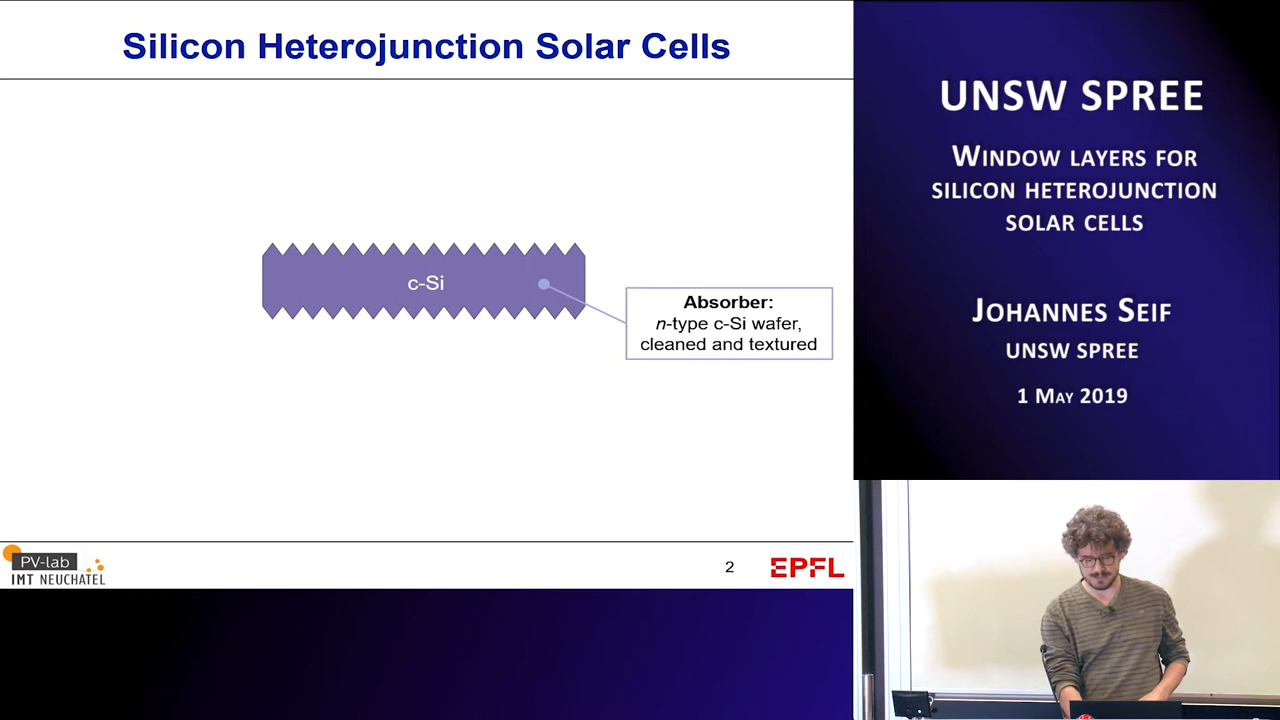 Silicon Heterojunction Solar Cells
c-Si
Absorber:
n-type c-Si wafer,
cleaned and textured
PV-lab
IMT NEUCHATEL
2
EPFL
UNSW SPREE
WINDOW LAYERS FOR
SILICON HETEROJUNCTION
SOLAR CELLS
JOHANNES SEIF
UNSW SPREE
1 MAY 2019